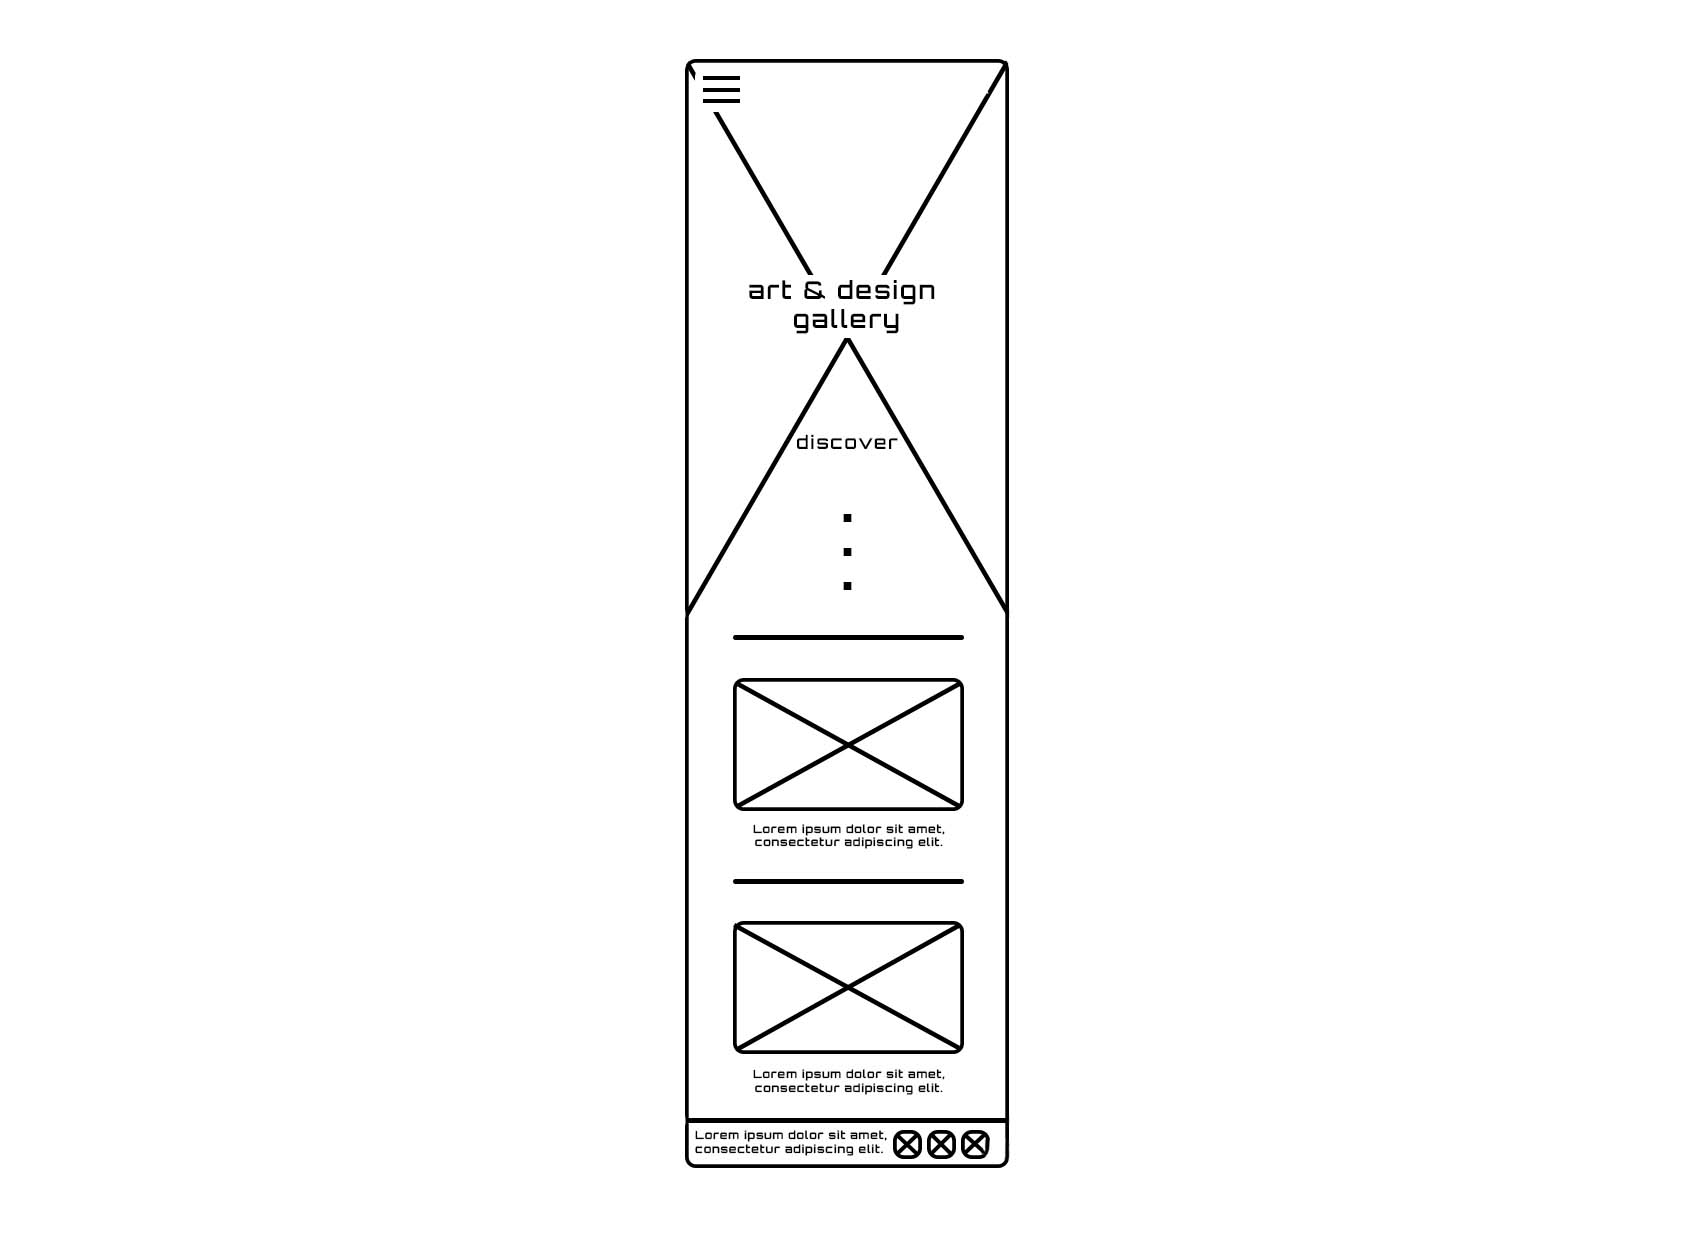 art & design
gallery
discover
Lorem ipsum dolor sit amet,
consectetur adipiscing elit.
Lorem ipsum dolor sit amet,
consectetur adipiscing elit.
Lorem ipsum dolor sit amet,
consectetur adipiscing elit.